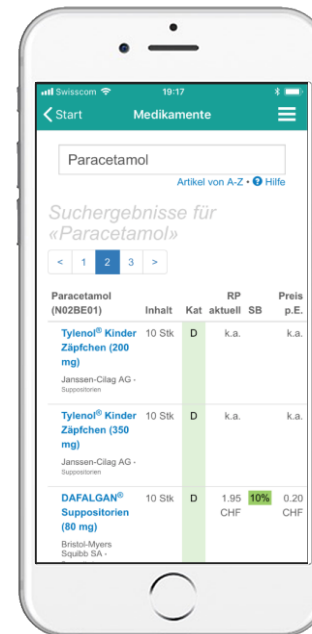 Swisscom 19:17
Start Medikamente
Paracetamol
Artikel von A-Z • ? Hilfe
Suchergebnisse für
«Paracetamol»
< 1 2 3 >
Paracetamol RP Preis
(N02BE01) Inhalt Kat aktuell SB p.E.
Tylenol® Kinder 10 Stk D k.a. k.a.
Zäpfchen (200
mg)
Janssen-Cilag AG -
Suppositorien
Tylenol® Kinder 10 Stk D k.a. k.a.
Zäpfchen (350
mg)
Janssen-Cilag AG -
Suppositorien
DAFALGAN® 10 Stk D 1.95 10% 0.20
Suppositorien CHF CHF
(80 mg)
Bristol-Myers
Squibb SA -